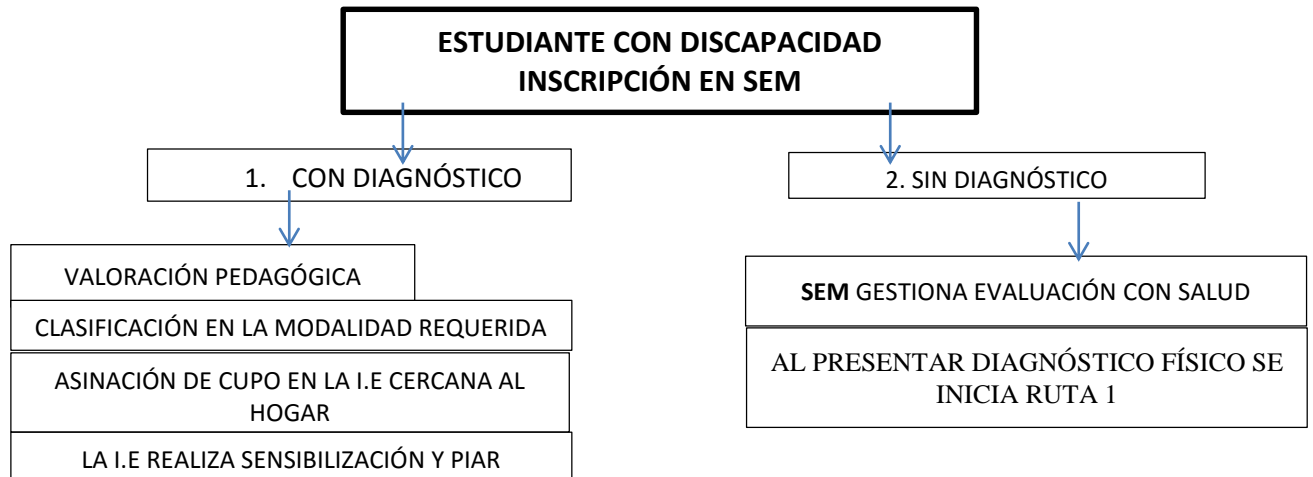 ESTUDIANTE CON DISCAPACIDAD
INSCRIPCIÓN EN SEM
1. CON DIAGNÓSTICO
2. SIN DIAGNÓSTICO
VALORACIÓN PEDAGÓGICA
CLASIFICACIÓN EN LA MODALIDAD REQUERIDA
ASINACIÓN DE CUPO EN LA I.E CERCANA AL
HOGAR
LA I.E REALIZA SENSIBILIZACIÓN Y PIAR
SEM GESTIONA EVALUACIÓN CON SALUD
AL PRESENTAR DIAGNÓSTICO FÍSICO SE
INICIA RUTA 1